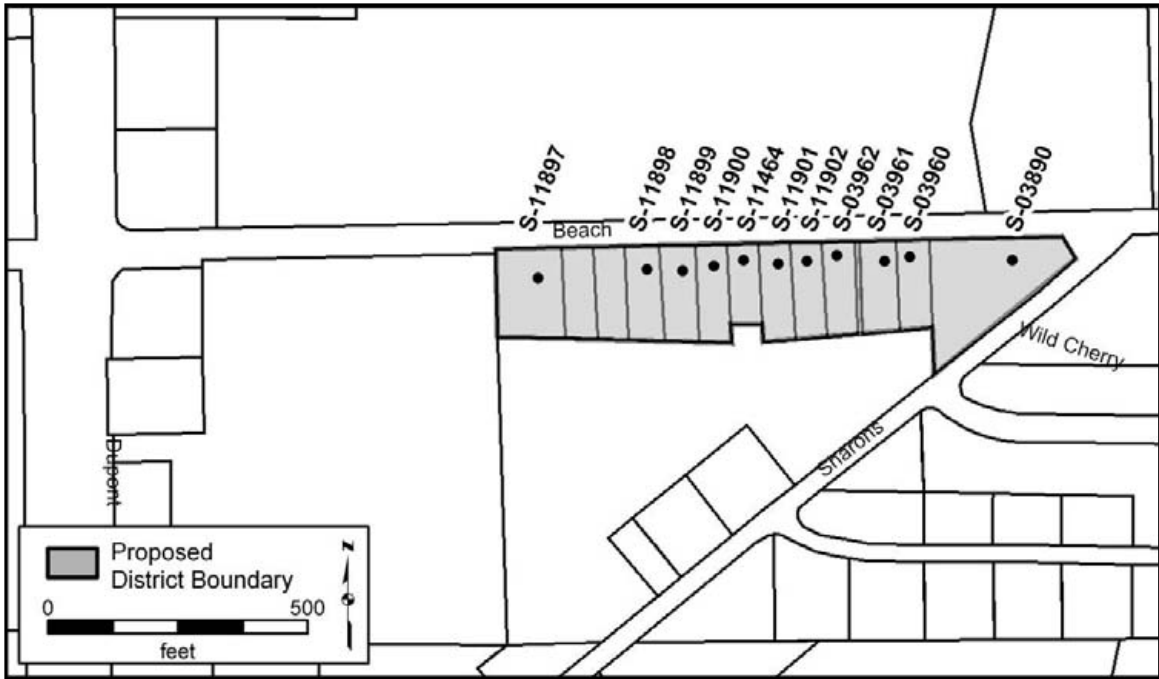 S-11897
S-11898
S-11899
S-11900
S-11464
S-11901
S-11902
S-03962
S-03961
S-03960
S-03890
Beach
Wild Cherry
Sharons
Dupont
Proposed
District Boundary
N
0 500
feet